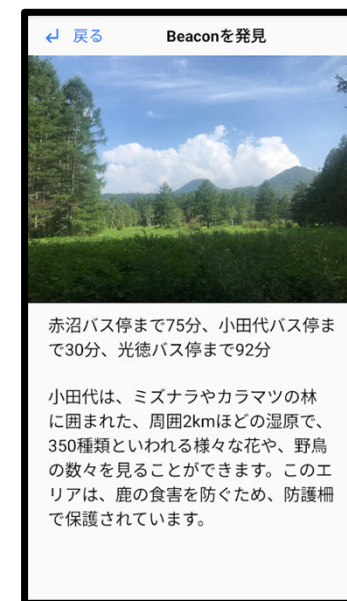 戻る Beaconを発見
赤沼バス停まで75分、小田代バス停ま
で30分、光徳バス停まで92分
小田代は、ミズナラやカラマツの林
に囲まれた、周囲2kmほどの湿原で、
350種類といわれる様々な花や、野鳥
の数々を見ることができます。このエ
リアは、鹿の食害を防ぐため、防護柵
で保護されています。